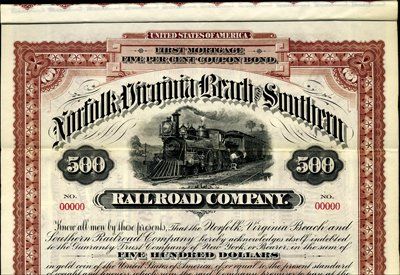 UNITED STATES OF AMERICA.
FIRST MORTGAGE
FIVE PER CENT COUPON BOND.
Norfolk, Virginia Beach and Southern
500 500
RAILROAD COMPANY.
NO. NO.
00000 00000
Know all men by these presents, That the Norfolk, Virginia Beach and
Southern Railroad Company hereby acknowledges itself indebted
to the Guaranty Trust Company of New York, or Bearer, in the sum of
FIVE HUNDRED DOLLARS
in gold coin of the United States of America, of or equal to the present standard